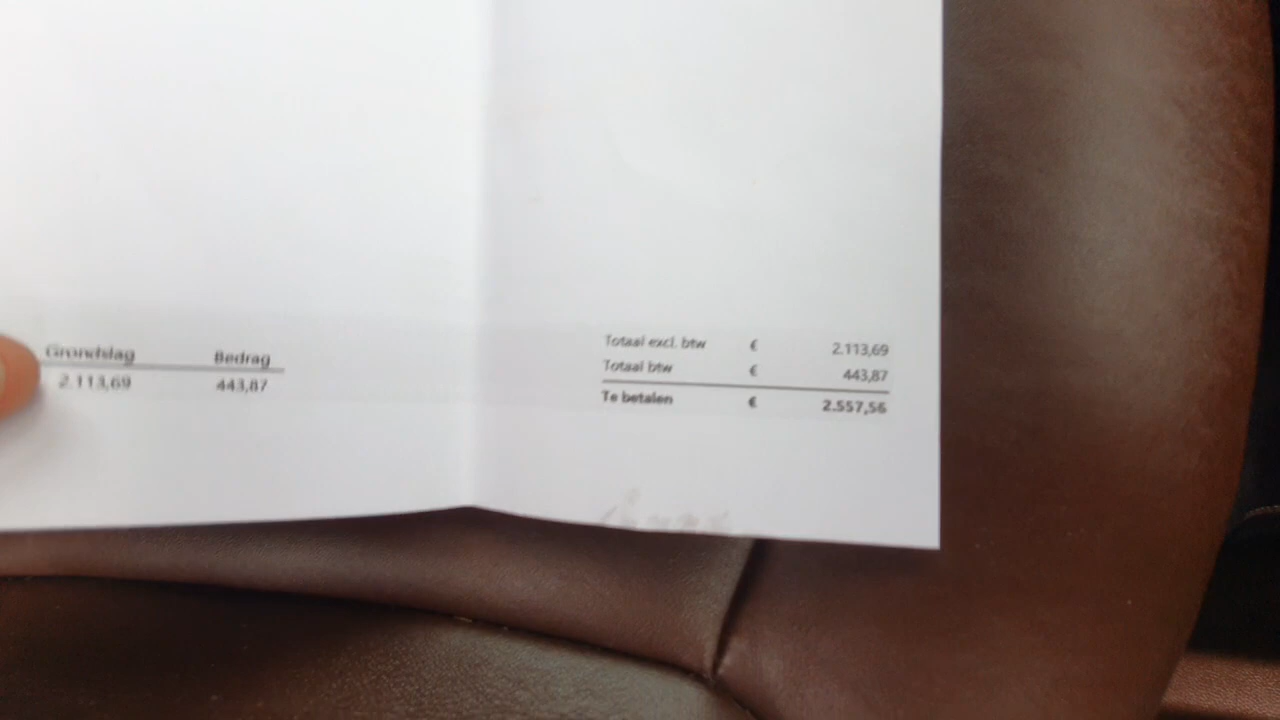 Grondslag Bedrag
2.113,69 443,87
Totaal excl. btw € 2.113,69
Totaal btw € 443,87
Te betalen € 2.557,56